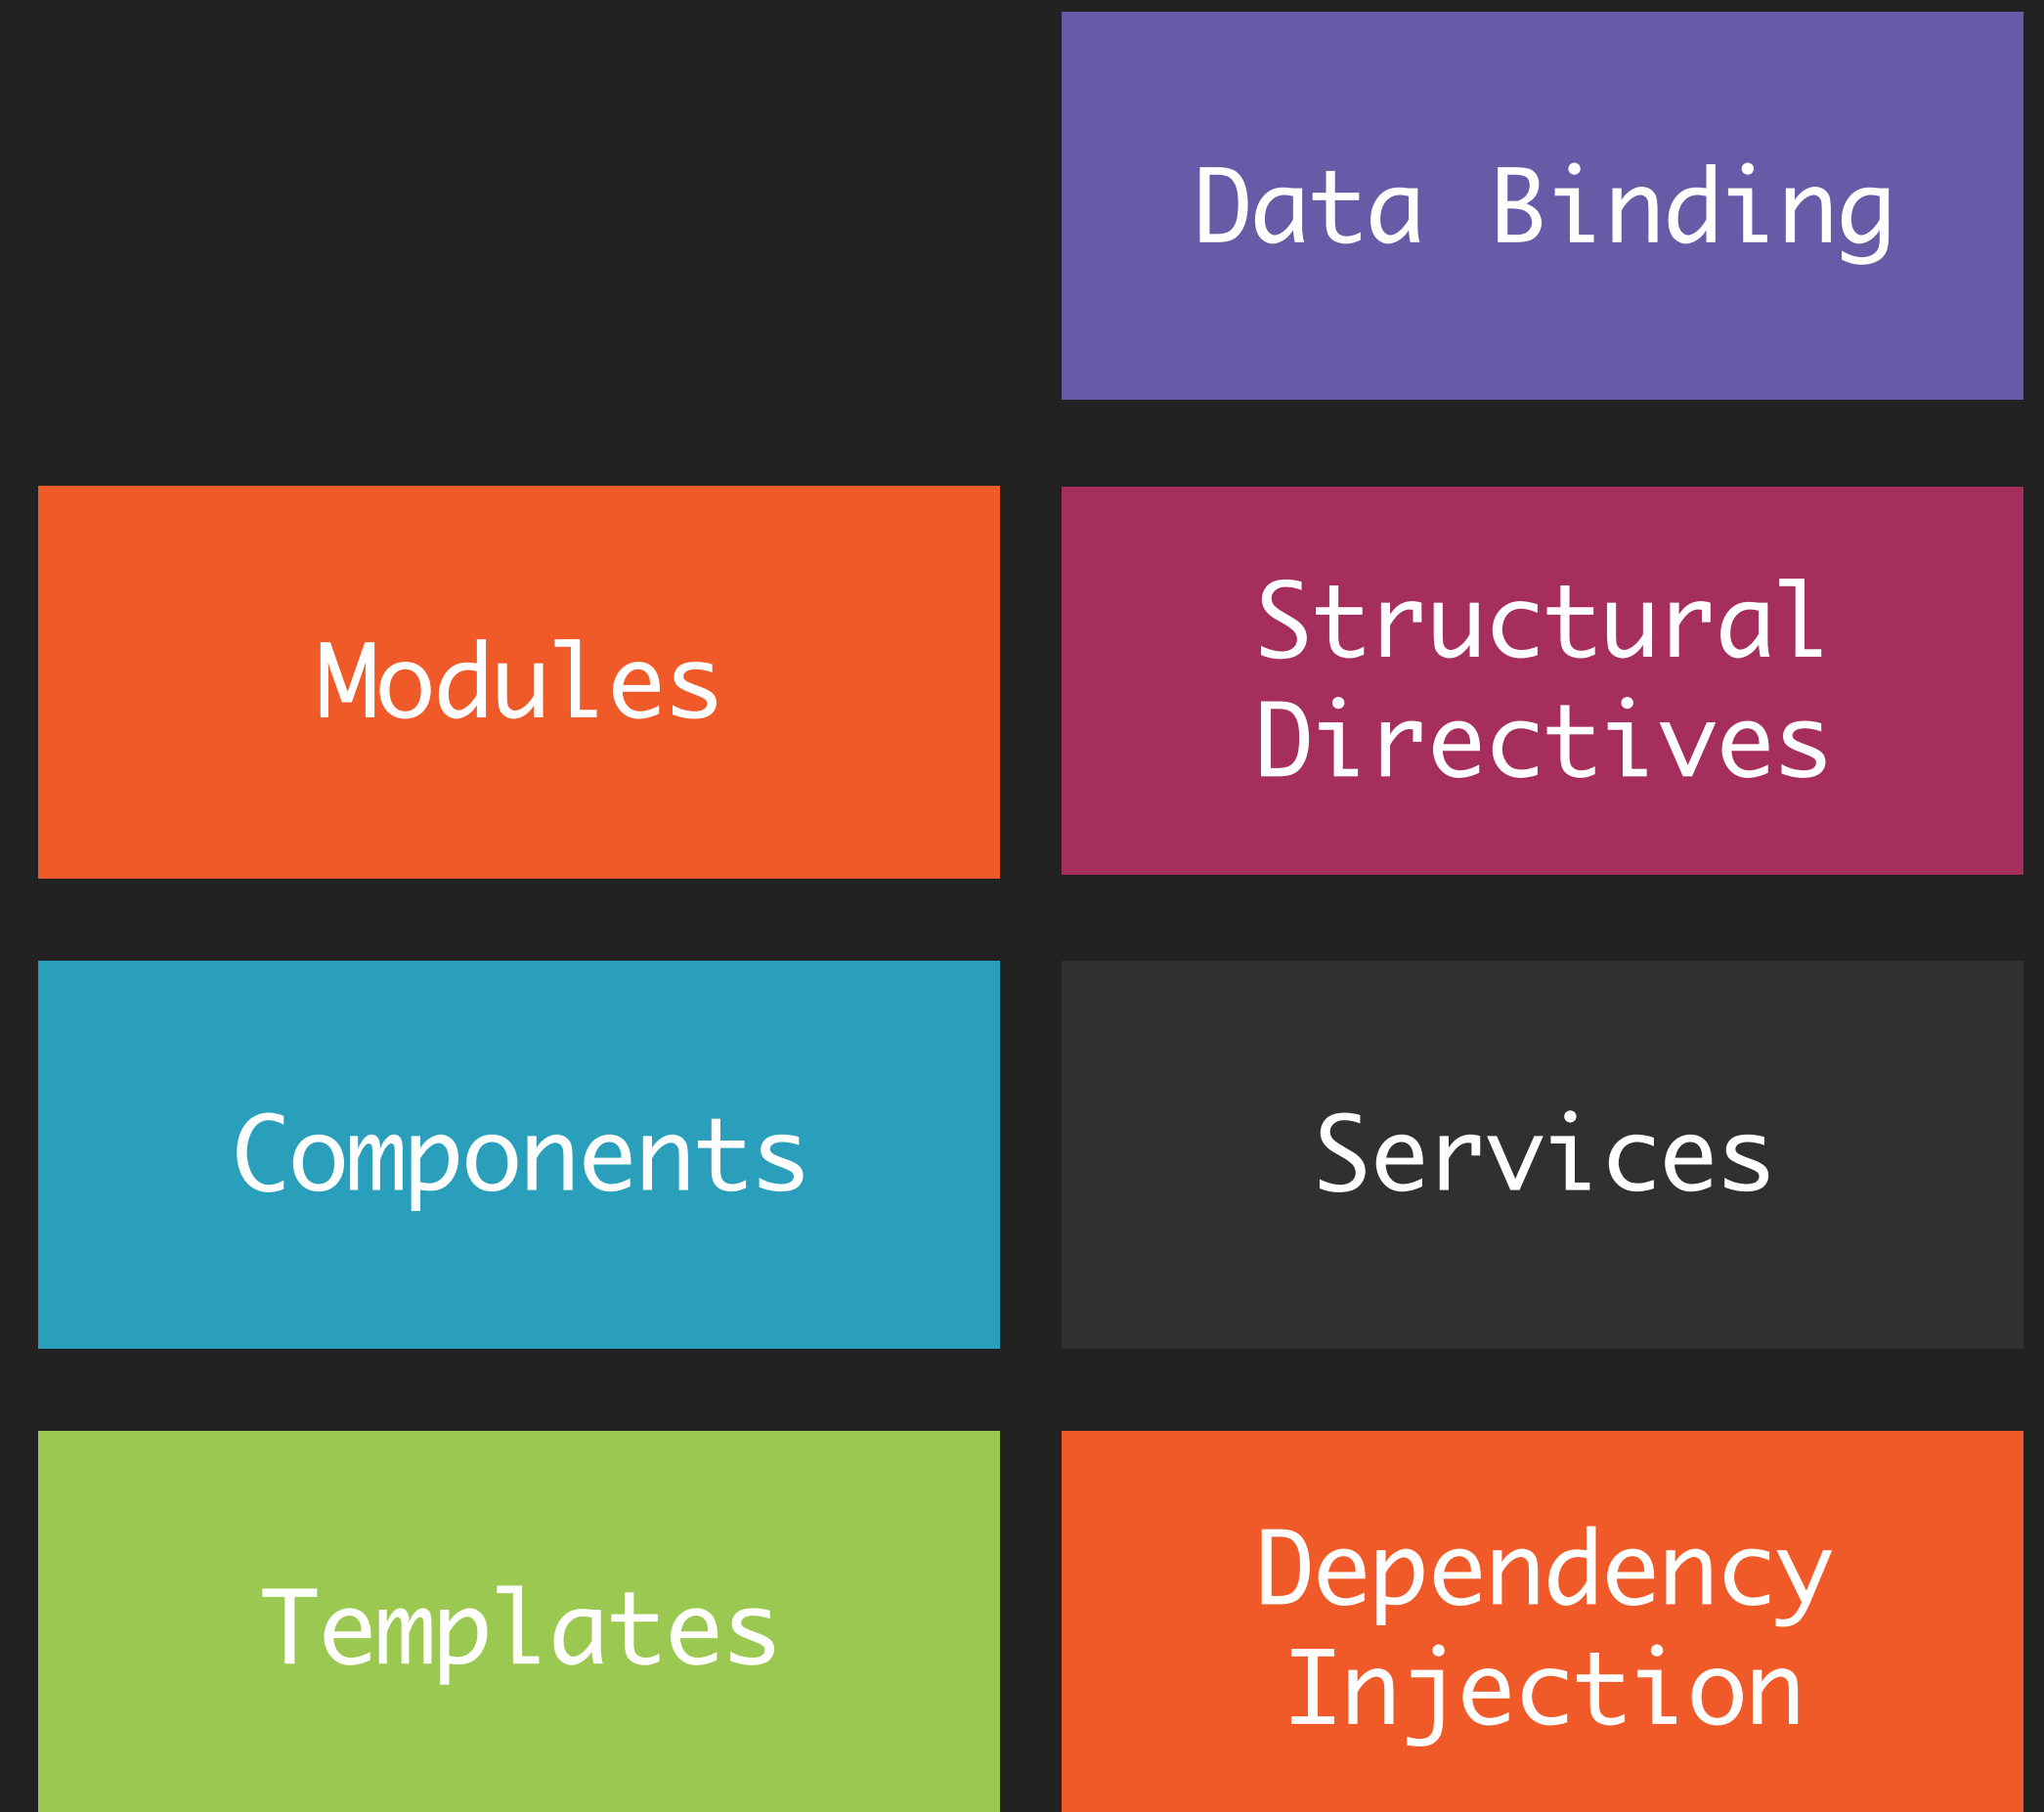 Data Binding
Modules
Structural
Directives
Components
Services
Templates
Dependency
Injection